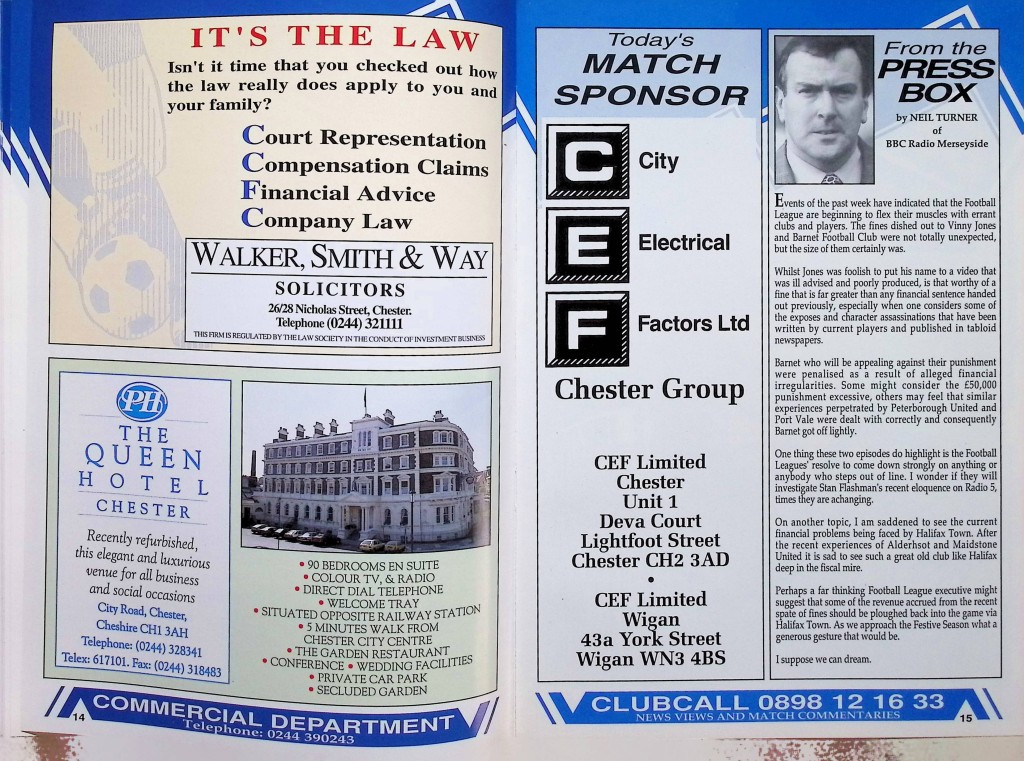 IT'S THE LAW
Isn't it time that you checked out how
the law really does apply to you and
your family?
Court Representation
Compensation Claims
Financial Advice
Company Law
WALKER, SMITH & WAY
SOLICITORS
26/28 Nicholas Street, Chester.
Telephone (0244) 321111
THIS FIRM IS REGULATED BY THE LAW SOCIETY IN THE CONDUCT OF INVESTMENT BUSINESS
PH
THE
QUEEN
HOTEL
CHESTER
Recently refurbished,
this elegant and luxurious
venue for all business
and social occasions
City Road, Chester,
Cheshire CH1 3AH
Telephone: (0244) 328341
Telex: 617101. Fax: (0244) 318483
• 90 BEDROOMS EN SUITE
• COLOUR TV, & RADIO
• DIRECT DIAL TELEPHONE
• WELCOME TRAY
• SITUATED OPPOSITE RAILWAY STATION
• 5 MINUTES WALK FROM
CHESTER CITY CENTRE
• THE GARDEN RESTAURANT
• CONFERENCE • WEDDING FACILITIES
• PRIVATE CAR PARK
• SECLUDED GARDEN
14
COMMERCIAL DEPARTMENT
Telephone: 0244 390243
Today's
MATCH
SPONSOR
C City
E Electrical
F Factors Ltd
Chester Group
CEF Limited
Chester
Unit 1
Deva Court
Lightfoot Street
Chester CH2 3AD
•
CEF Limited
Wigan
43a York Street
Wigan WN3 4BS
From the
PRESS
BOX
by NEIL TURNER
of
BBC Radio Merseyside
Events of the past week have indicated that the Football
League are beginning to flex their muscles with errant
clubs and players. The fines dished out to Vinny Jones
and Barnet Football Club were not totally unexpected,
but the size of them certainly was.
Whilst Jones was foolish to put his name to a video that
was ill advised and poorly produced, is that worthy of a
fine that is far greater than any financial sentence handed
out previously, especially when one considers some of
the exposes and character assassinations that have been
written by current players and published in tabloid
newspapers.
Barnet who will be appealing against their punishment
were penalised as a result of alleged financial
irregularities. Some might consider the £50,000
punishment excessive, others may feel that similar
experiences perpetrated by Peterborough United and
Port Vale were dealt with correctly and consequently
Barnet got off lightly.
One thing these two episodes do highlight is the Football
Leagues' resolve to come down strongly on anything or
anybody who steps out of line. I wonder if they will
investigate Stan Flashman's recent eloquence on Radio 5,
times they are achanging.
On another topic, I am saddened to see the current
financial problems being faced by Halifax Town. After
the recent experiences of Alderhsot and Maidstone
United it is sad to see such a great old club like Halifax
deep in the fiscal mire.
Perhaps a far thinking Football League executive might
suggest that some of the revenue accrued from the recent
spate of fines should be ploughed back into the game via
Halifax Town. As we approach the Festive Season what a
generous gesture that would be.
I suppose we can dream.
CLUBCALL 0898 12 16 33
NEWS VIEWS AND MATCH COMMENTARIES
15